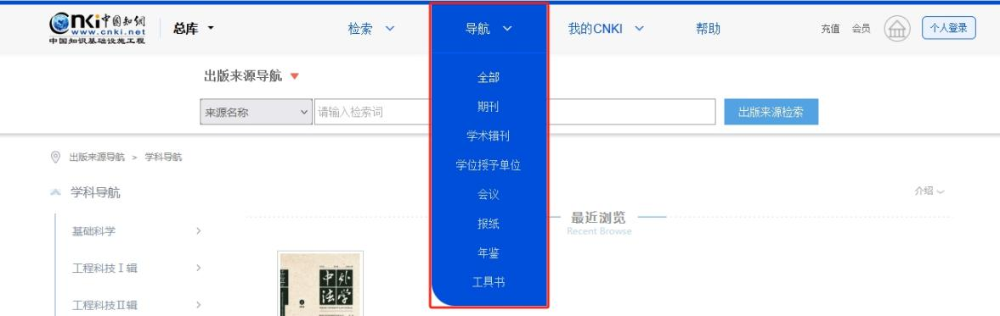 cnki中国知网
www.cnki.net
中国知识基础设施工程
总库
检索
导航
我的CNKI
帮助
充值
会员
个人登录
全部
期刊
学术辑刊
学位授予单位
会议
报纸
年鉴
工具书
出版来源导航
来源名称
请输入检索词
出版来源检索
出版来源导航 > 学科导航
学科导航
介绍
基础科学
工程科技Ⅰ辑
工程科技Ⅱ辑
最近浏览
Recent Browse
中外
法学